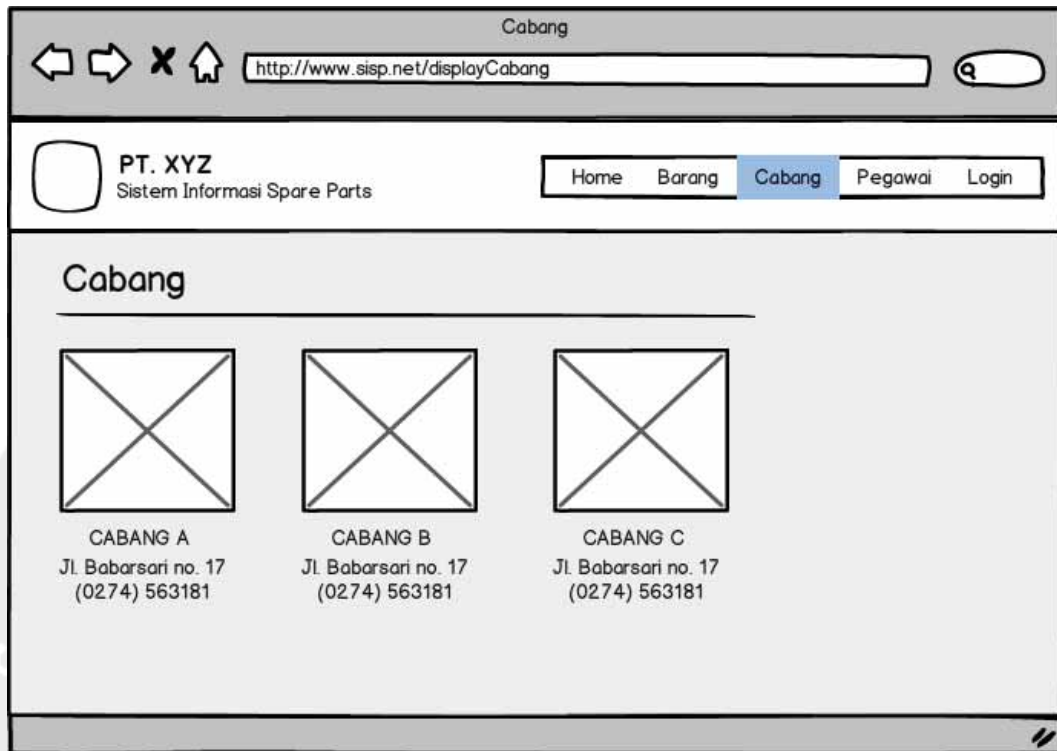 Cabang
http://www.sisp.net/displayCabang
PT. XYZ
Sistem Informasi Spare Parts
Home Barang Cabang Pegawai Login
Cabang
CABANG A
Jl. Babarsari no. 17
(0274) 563181
CABANG B
Jl. Babarsari no. 17
(0274) 563181
CABANG C
Jl. Babarsari no. 17
(0274) 563181